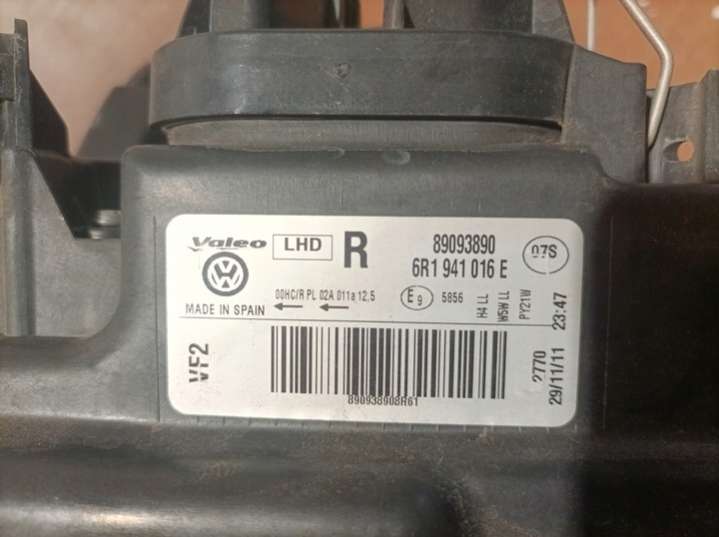 Valeo LHD R 89093890
6R1 941 016 E
07S
00HC/R PL 02A 011a 12,5
E9 5856
H4 LL
W5W LL
PY21W
MADE IN SPAIN
VF2
890938908R61
2770
29/11/11 23:47